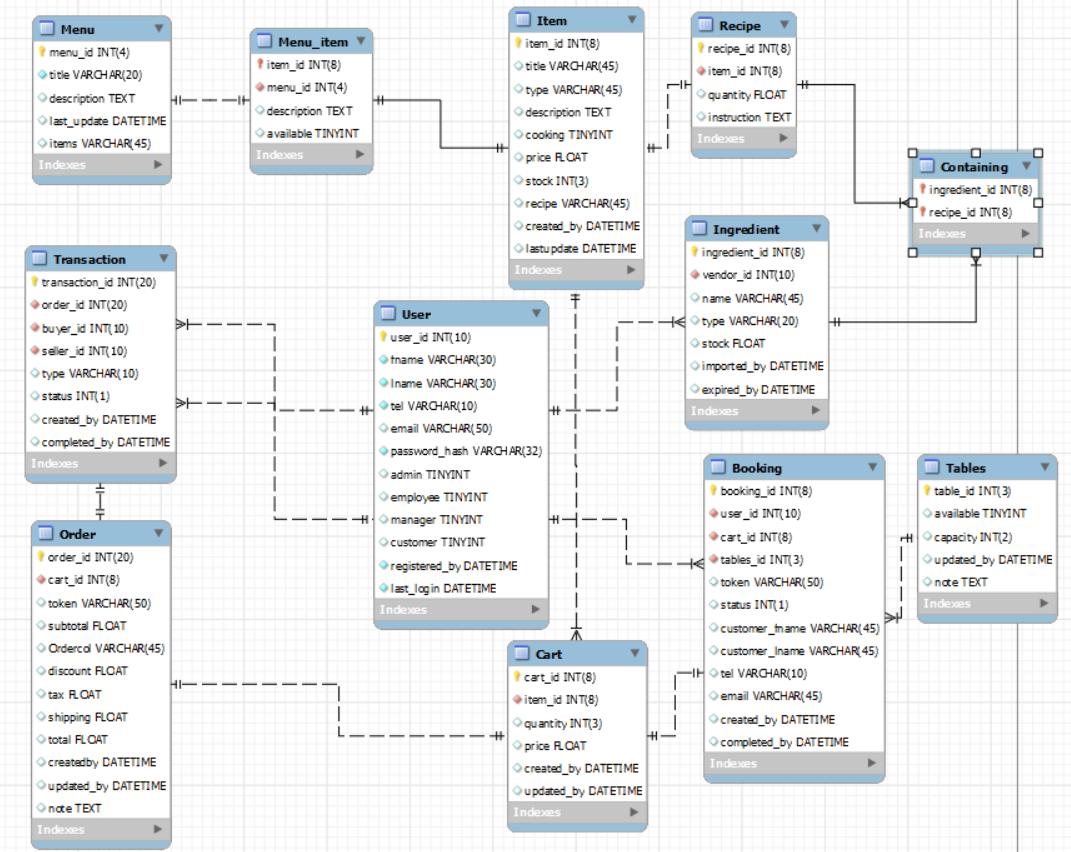 Menu
menu_id INT(4)
title VARCHAR(20)
description TEXT
last_update DATETIME
items VARCHAR(45)
Indexes
Menu_item
item_id INT(8)
menu_id INT(4)
description TEXT
available TINYINT
Indexes
Item
item_id INT(8)
title VARCHAR(45)
type VARCHAR(45)
description TEXT
cooking TINYINT
price FLOAT
stock INT(3)
recipe VARCHAR(45)
created_by DATETIME
lastupdate DATETIME
Indexes
Recipe
recipe_id INT(8)
item_id INT(8)
quantity FLOAT
instruction TEXT
Indexes
Containing
ingredient_id INT(8)
recipe_id INT(8)
Indexes
Transaction
transaction_id INT(20)
order_id INT(20)
buyer_id INT(10)
seller_id INT(10)
type VARCHAR(10)
status INT(1)
created_by DATETIME
completed_by DATETIME
Indexes
User
user_id INT(10)
fname VARCHAR(30)
lname VARCHAR(30)
tel VARCHAR(10)
email VARCHAR(50)
password_hash VARCHAR(32)
admin TINYINT
employee TINYINT
manager TINYINT
customer TINYINT
registered_by DATETIME
last_login DATETIME
Indexes
Ingredient
ingredient_id INT(8)
vendor_id INT(10)
name VARCHAR(45)
type VARCHAR(20)
stock FLOAT
imported_by DATETIME
expired_by DATETIME
Indexes
Order
order_id INT(20)
cart_id INT(8)
token VARCHAR(50)
subtotal FLOAT
Ordercol VARCHAR(45)
discount FLOAT
tax FLOAT
shipping FLOAT
total FLOAT
createdby DATETIME
updated_by DATETIME
note TEXT
Indexes
Cart
cart_id INT(8)
item_id INT(8)
quantity INT(3)
price FLOAT
created_by DATETIME
updated_by DATETIME
Indexes
Booking
booking_id INT(8)
user_id INT(10)
cart_id INT(8)
tables_id INT(3)
token VARCHAR(50)
status INT(1)
customer_fname VARCHAR(45)
customer_lname VARCHAR(45)
tel VARCHAR(10)
email VARCHAR(45)
created_by DATETIME
completed_by DATETIME
Indexes
Tables
table_id INT(3)
available TINYINT
capacity INT(2)
updated_by DATETIME
note TEXT
Indexes